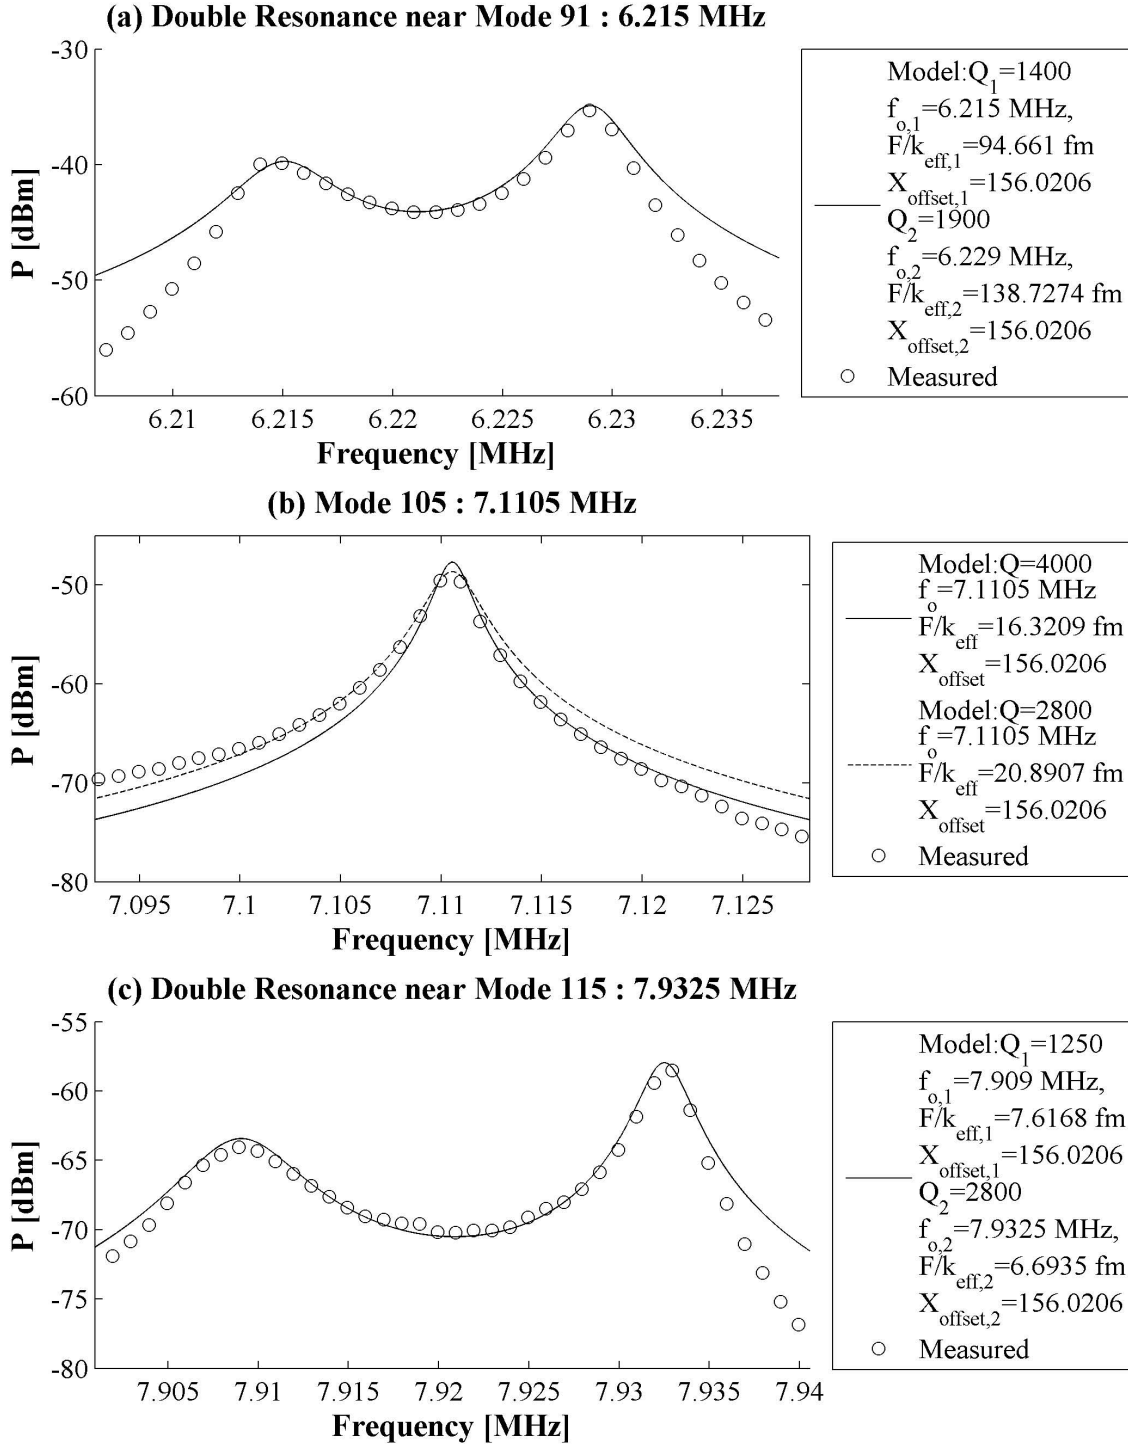 (a) Double Resonance near Mode 91 : 6.215 MHz
-30
-40
-50
-60
P [dBm]
6.21 6.215 6.22 6.225 6.23 6.235
Frequency [MHz]
Model:Q1=1400
fo,1=6.215 MHz,
F/keff,1=94.661 fm
Xoffset,1=156.0206
Q2=1900
fo,2=6.229 MHz,
F/keff,2=138.7274 fm
Xoffset,2=156.0206
Measured
(b) Mode 105 : 7.1105 MHz
-50
-60
-70
-80
P [dBm]
7.095 7.1 7.105 7.11 7.115 7.12 7.125
Frequency [MHz]
Model:Q=4000
fo=7.1105 MHz
F/keff=16.3209 fm
Xoffset=156.0206
Model:Q=2800
fo=7.1105 MHz
F/keff=20.8907 fm
Xoffset=156.0206
Measured
(c) Double Resonance near Mode 115 : 7.9325 MHz
-55
-60
-65
-70
-75
-80
P [dBm]
7.905 7.91 7.915 7.92 7.925 7.93 7.935 7.94
Frequency [MHz]
Model:Q1=1250
fo,1=7.909 MHz,
F/keff,1=7.6168 fm
Xoffset,1=156.0206
Q2=2800
fo,2=7.9325 MHz,
F/keff,2=6.6935 fm
Xoffset,2=156.0206
Measured